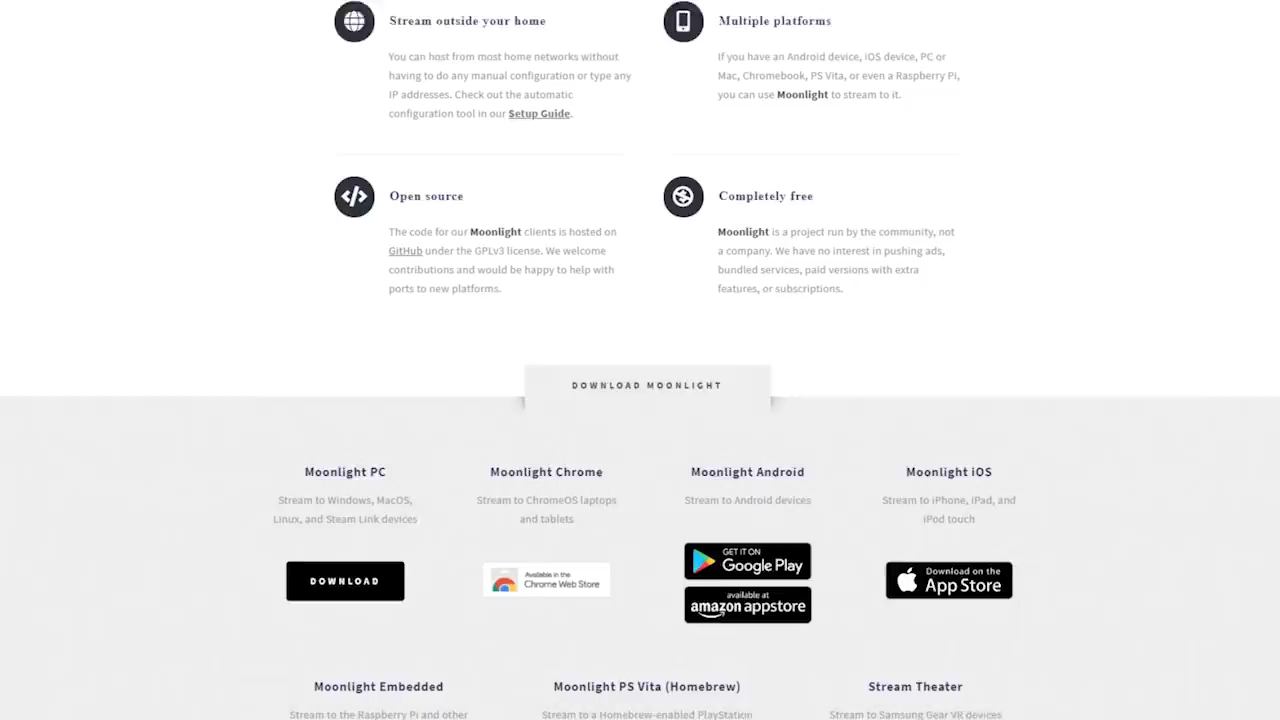 Stream outside your home
You can host from most home networks without
having to do any manual configuration or type any
IP addresses. Check out the automatic
configuration tool in our Setup Guide.
Multiple platforms
If you have an Android device, iOS device, PC or
Mac, Chromebook, PS Vita, or even a Raspberry Pi,
you can use Moonlight to stream to it.
Open source
The code for our Moonlight clients is hosted on
GitHub under the GPLv3 license. We welcome
contributions and would be happy to help with
ports to new platforms.
Completely free
Moonlight is a project run by the community, not
a company. We have no interest in pushing ads,
bundled services, paid versions with extra
features, or subscriptions.
DOWNLOAD MOONLIGHT
Moonlight PC
Stream to Windows, MacOS,
Linux, and Steam Link devices
DOWNLOAD
Moonlight Chrome
Stream to ChromeOS laptops
and tablets
Available in the
Chrome Web Store
Moonlight Android
Stream to Android devices
GET IT ON
Google Play
available at
amazon appstore
Moonlight iOS
Stream to iPhone, iPad, and
iPod touch
Download on the
App Store
Moonlight Embedded
Stream to the Raspberry Pi and other
Moonlight PS Vita (Homebrew)
Stream to a Homebrew-enabled PlayStation
Stream Theater
Stream to Samsung Gear VR devices